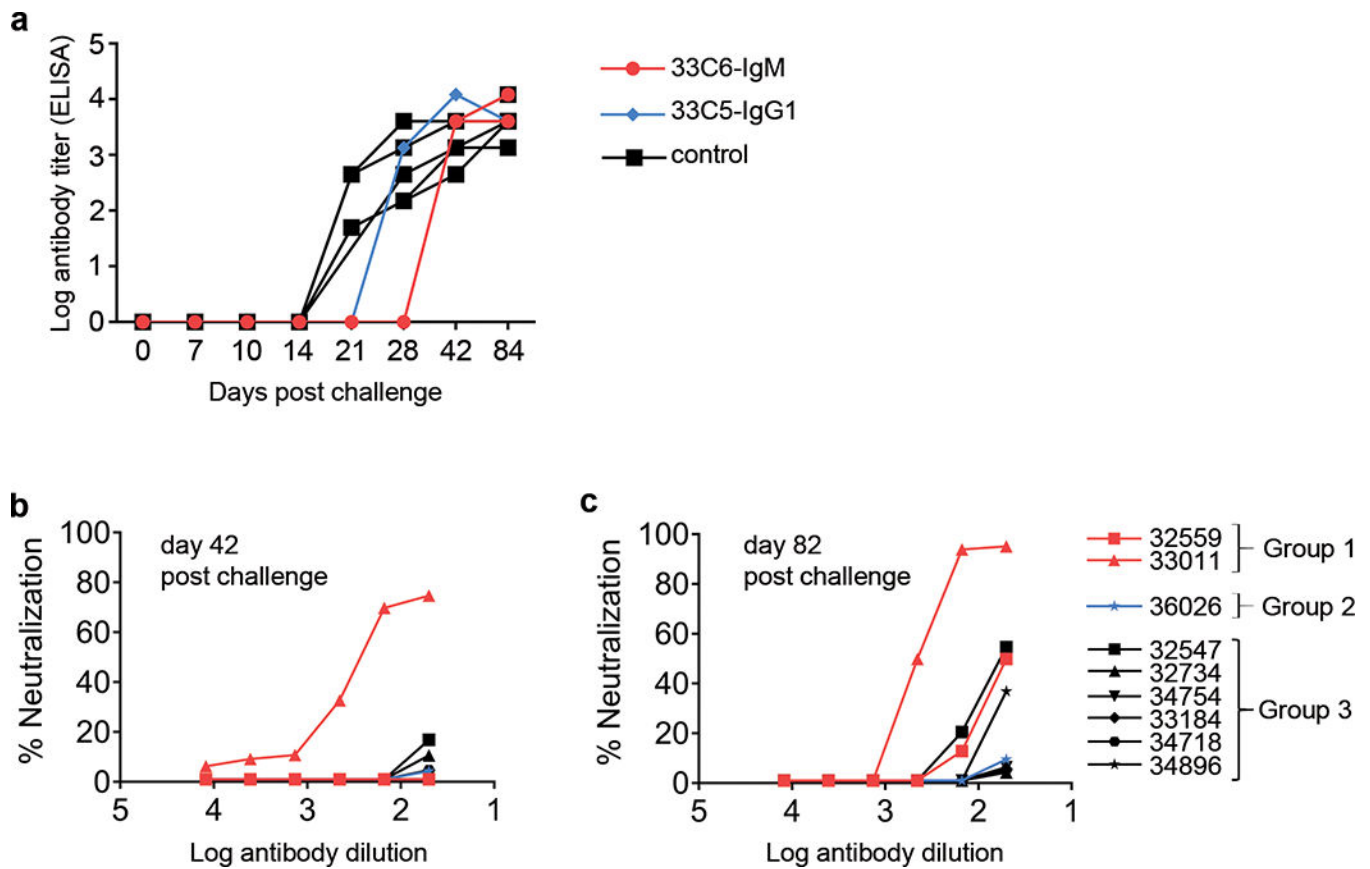 a
Log antibody titer (ELISA)
5
4
3
2
1
0
0 7 10 14 21 28 42 84
Days post challenge
33C6-IgM
33C5-IgG1
control
b
% Neutralization
100
80
60
40
20
0
day 42
post challenge
5 4 3 2 1
Log antibody dilution
c
% Neutralization
100
80
60
40
20
0
day 82
post challenge
5 4 3 2 1
Log antibody dilution
32559
33011
Group 1
36026
Group 2
32547
32734
34754
33184
34718
34896
Group 3